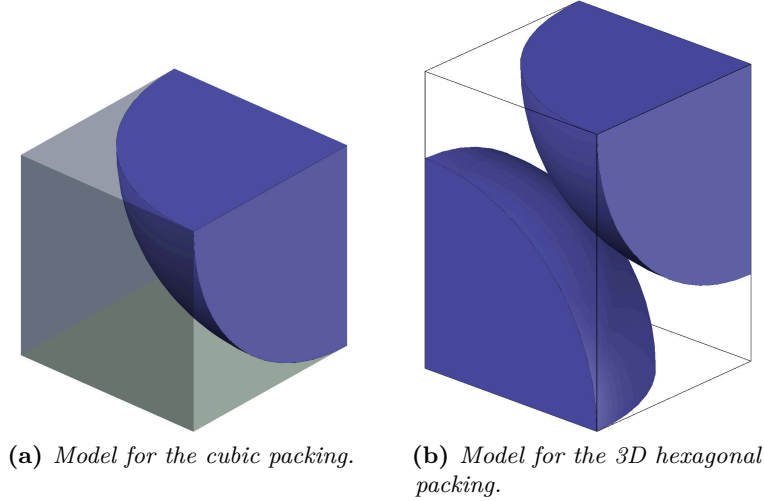 (a) Model for the cubic packing.
(b) Model for the 3D hexagonal
packing.